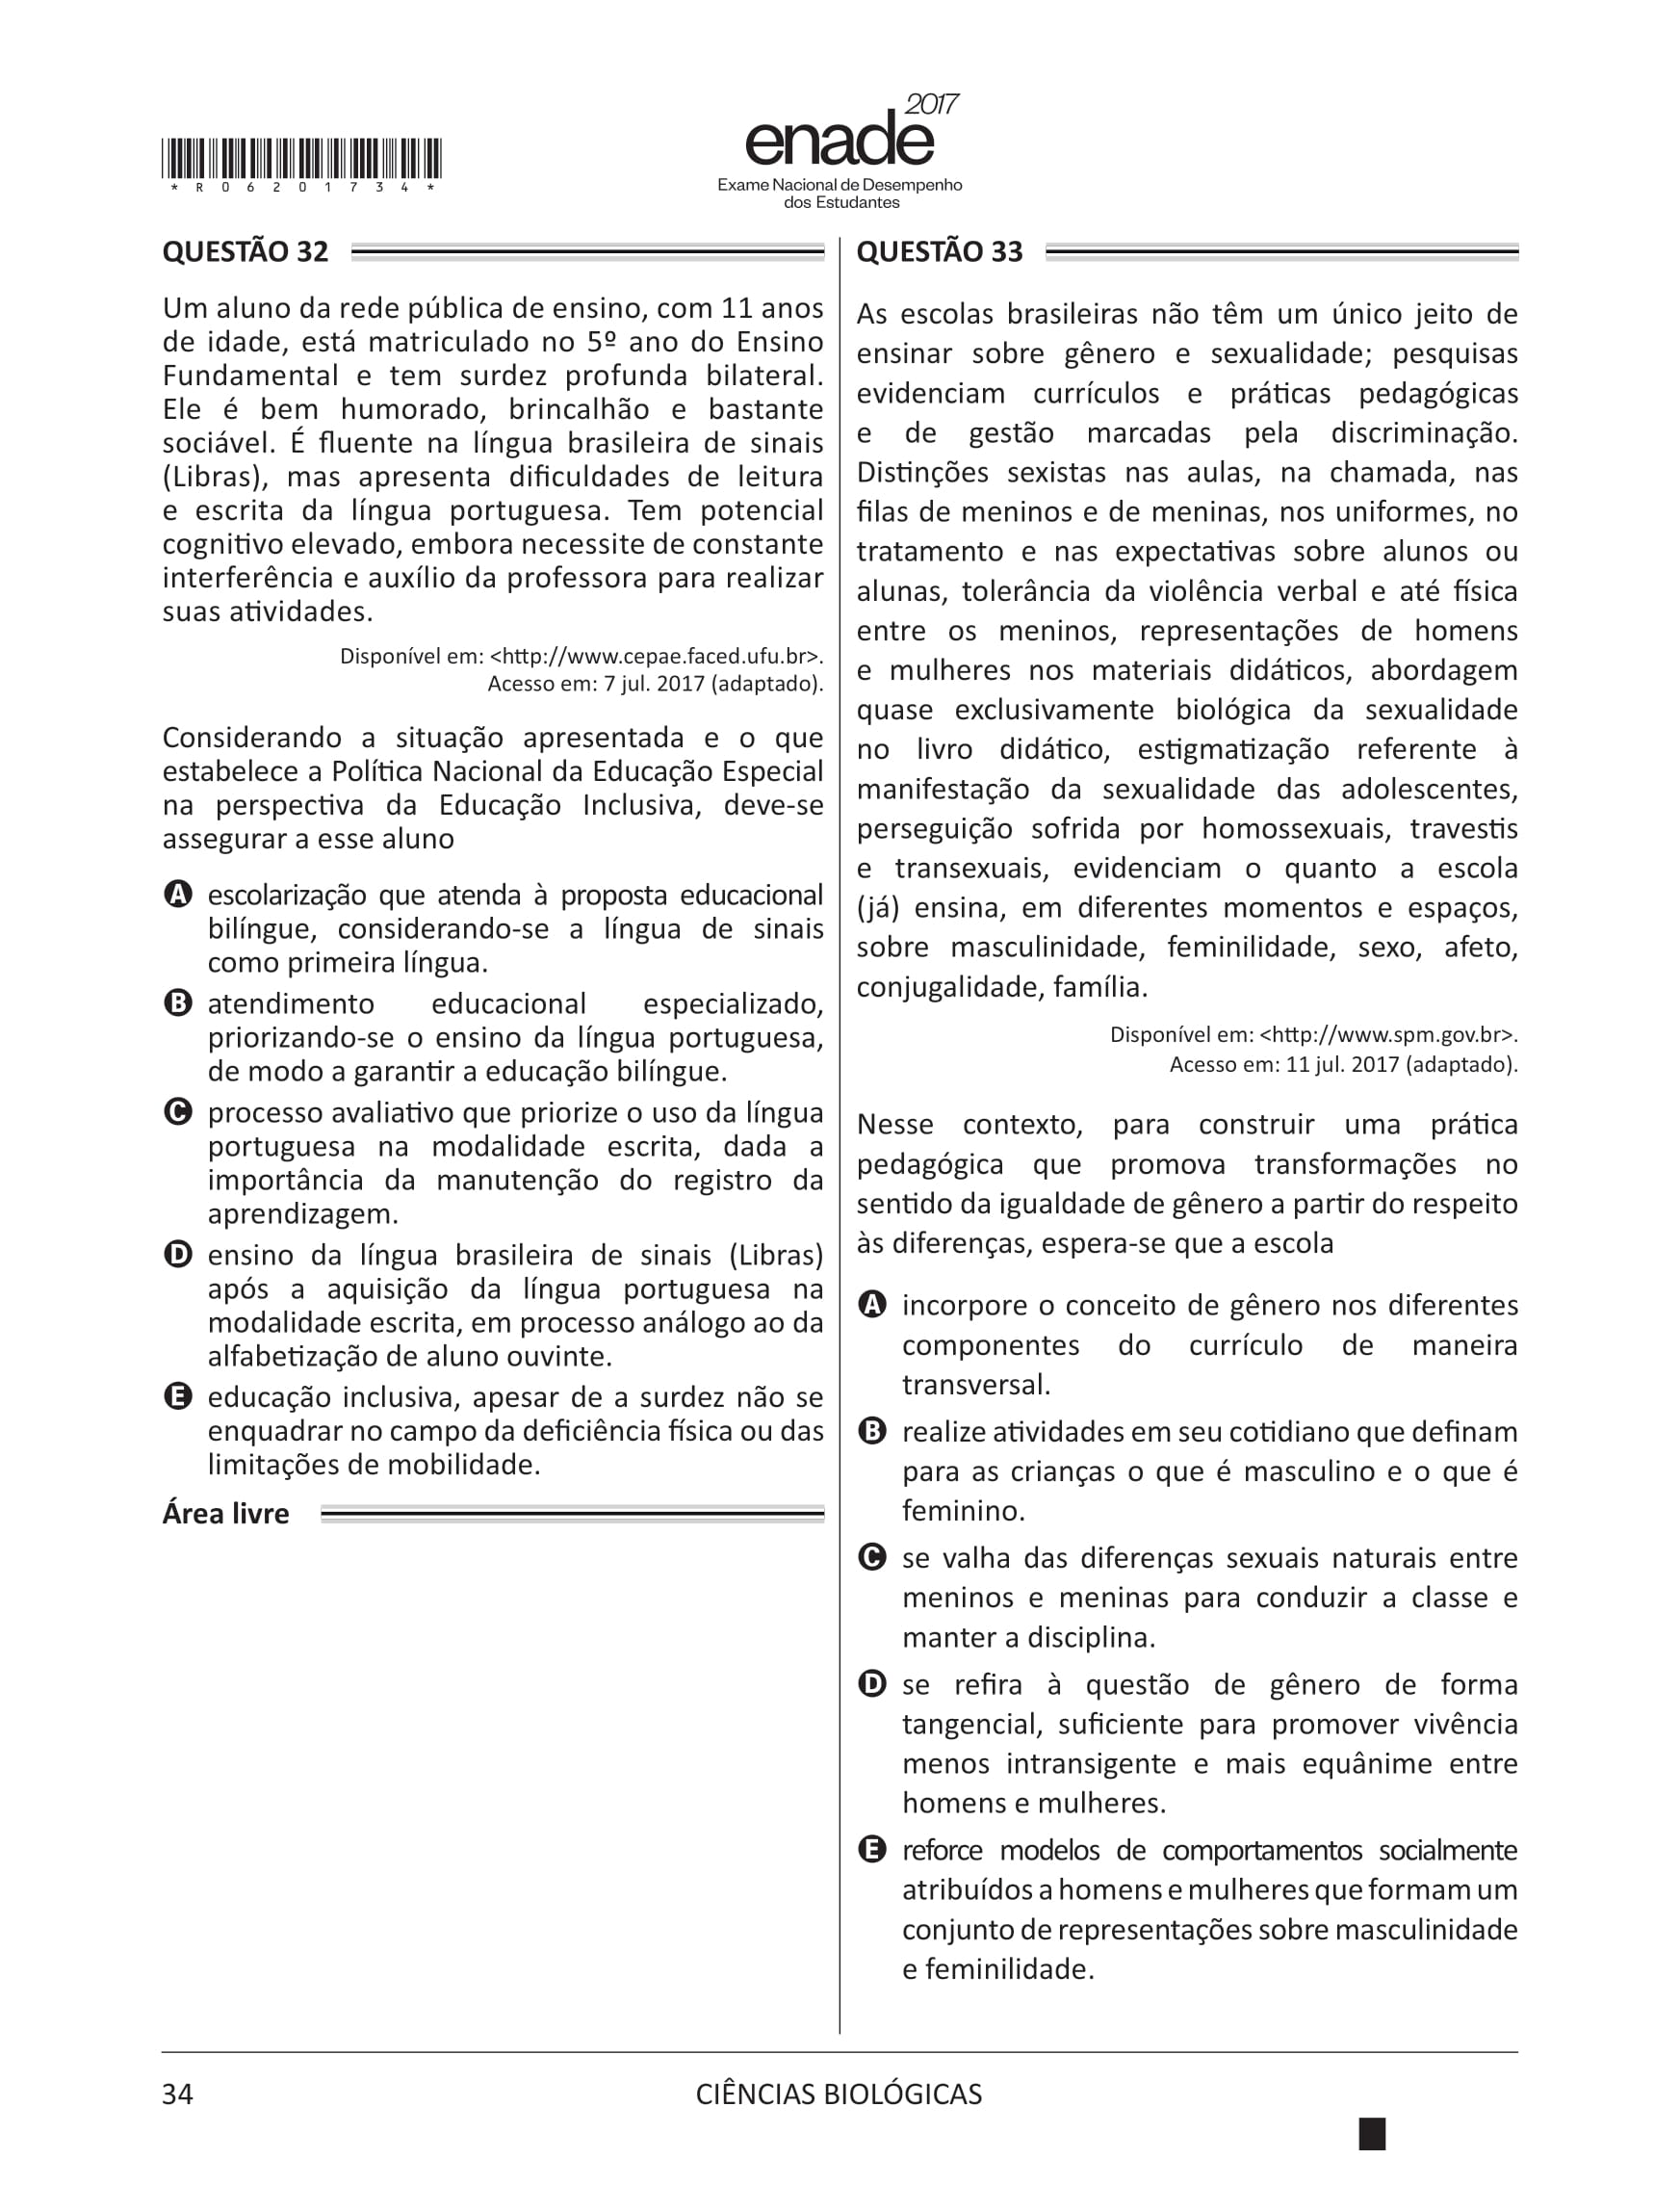 *R06201734*
2017
enade
Exame Nacional de Desempenho
dos Estudantes
QUESTÃO 32
Um aluno da rede pública de ensino, com 11 anos
de idade, está matriculado no 5º ano do Ensino
Fundamental e tem surdez profunda bilateral.
Ele é bem humorado, brincalhão e bastante
sociável. É fluente na língua brasileira de sinais
(Libras), mas apresenta dificuldades de leitura
e escrita da língua portuguesa. Tem potencial
cognitivo elevado, embora necessite de constante
interferência e auxílio da professora para realizar
suas atividades.
Disponível em: <http://www.cepae.faced.ufu.br>.
Acesso em: 7 jul. 2017 (adaptado).
Considerando a situação apresentada e o que
estabelece a Política Nacional da Educação Especial
na perspectiva da Educação Inclusiva, deve-se
assegurar a esse aluno
A escolarização que atenda à proposta educacional
bilíngue, considerando-se a língua de sinais
como primeira língua.
B atendimento educacional especializado,
priorizando-se o ensino da língua portuguesa,
de modo a garantir a educação bilíngue.
C processo avaliativo que priorize o uso da língua
portuguesa na modalidade escrita, dada a
importância da manutenção do registro da
aprendizagem.
D ensino da língua brasileira de sinais (Libras)
após a aquisição da língua portuguesa na
modalidade escrita, em processo análogo ao da
alfabetização de aluno ouvinte.
E educação inclusiva, apesar de a surdez não se
enquadrar no campo da deficiência física ou das
limitações de mobilidade.
Área livre
QUESTÃO 33
As escolas brasileiras não têm um único jeito de
ensinar sobre gênero e sexualidade; pesquisas
evidenciam currículos e práticas pedagógicas
e de gestão marcadas pela discriminação.
Distinções sexistas nas aulas, na chamada, nas
filas de meninos e de meninas, nos uniformes, no
tratamento e nas expectativas sobre alunos ou
alunas, tolerância da violência verbal e até física
entre os meninos, representações de homens
e mulheres nos materiais didáticos, abordagem
quase exclusivamente biológica da sexualidade
no livro didático, estigmatização referente à
manifestação da sexualidade das adolescentes,
perseguição sofrida por homossexuais, travestis
e transexuais, evidenciam o quanto a escola
(já) ensina, em diferentes momentos e espaços,
sobre masculinidade, feminilidade, sexo, afeto,
conjugalidade, família.
Disponível em: <http://www.spm.gov.br>.
Acesso em: 11 jul. 2017 (adaptado).
Nesse contexto, para construir uma prática
pedagógica que promova transformações no
sentido da igualdade de gênero a partir do respeito
às diferenças, espera-se que a escola
A incorpore o conceito de gênero nos diferentes
componentes do currículo de maneira
transversal.
B realize atividades em seu cotidiano que definam
para as crianças o que é masculino e o que é
feminino.
C se valha das diferenças sexuais naturais entre
meninos e meninas para conduzir a classe e
manter a disciplina.
D se refira à questão de gênero de forma
tangencial, suficiente para promover vivência
menos intransigente e mais equânime entre
homens e mulheres.
E reforce modelos de comportamentos socialmente
atribuídos a homens e mulheres que formam um
conjunto de representações sobre masculinidade
e feminilidade.
34
CIÊNCIAS BIOLÓGICAS